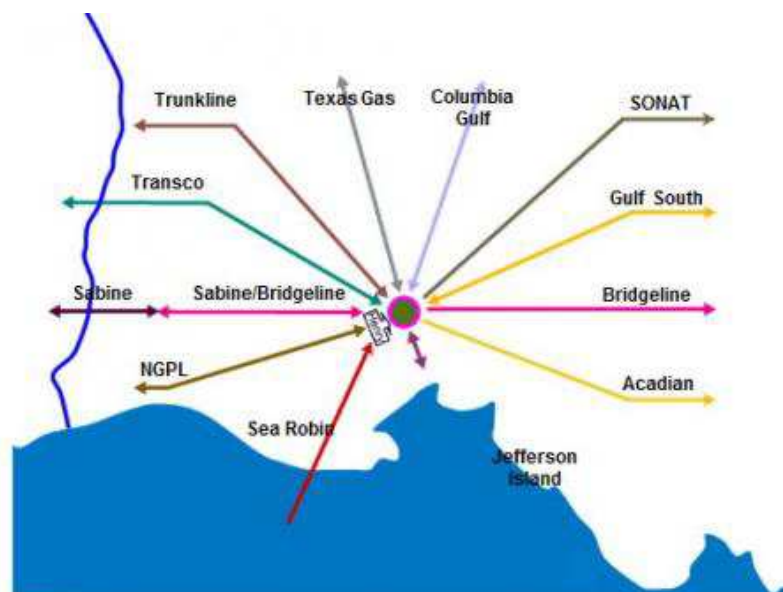 Trunkline
Texas Gas
Columbia
Gulf
SONAT
Transco
Gulf South
Sabine
Sabine/Bridgeline
Bridgeline
Henry
NGPL
Acadian
Sea Robin
Jefferson
Island